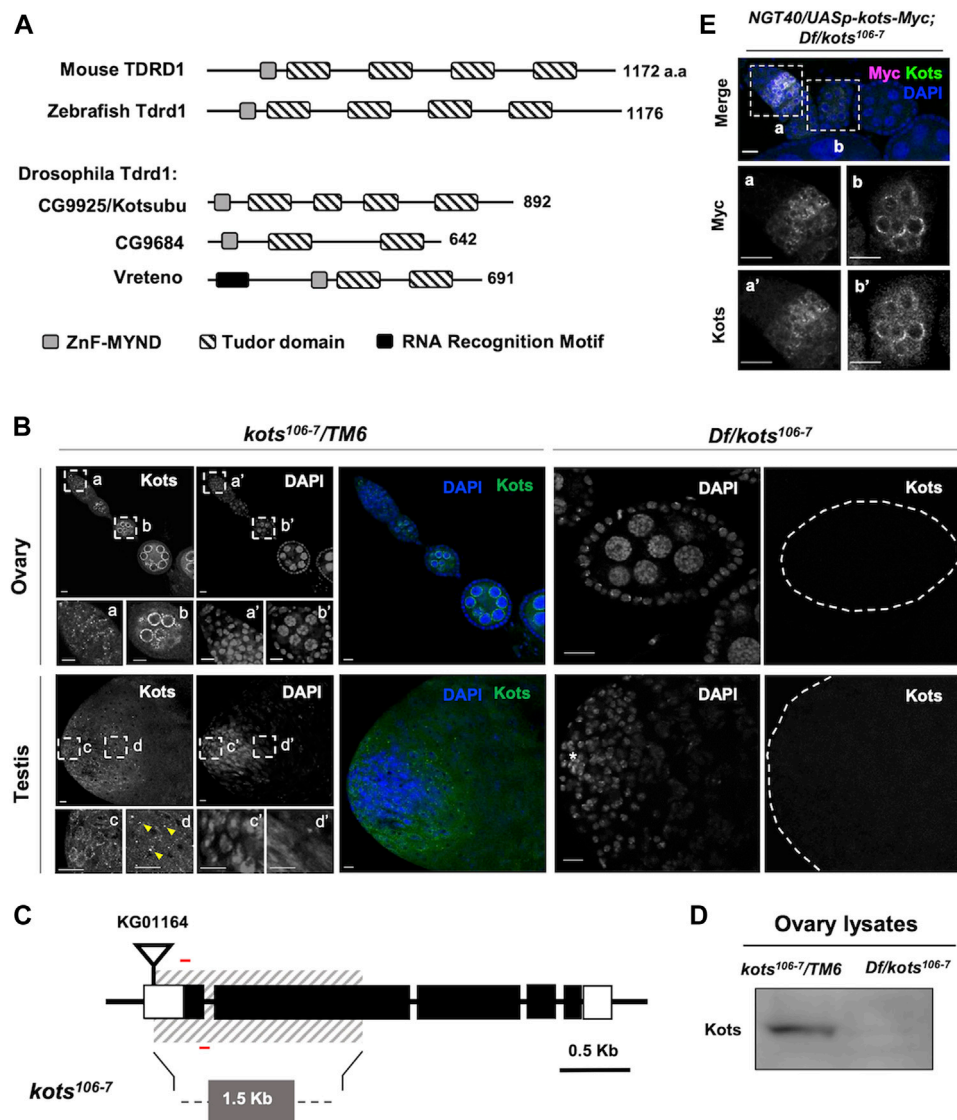 A
Mouse TDRD1
1172 a.a
Zebrafish Tdrd1
1176
Drosophila Tdrd1:
CG9925/Kotsubu
892
CG9684
642
Vreteno
691
ZnF-MYND
Tudor domain
RNA Recognition Motif
E
NGT40/UASp-kots-Myc;
Df/kots106-7
Merge
Myc Kots
DAPI
a
b
Myc
a
b
Kots
a'
b'
B
kots106-7/TM6
Df/kots106-7
Ovary
a
Kots
b
a'
DAPI
b'
DAPI Kots
DAPI
Kots
a
b
a'
b'
Testis
Kots
c
d
DAPI
c'
d'
DAPI Kots
DAPI
*
Kots
c
d
c'
d'
C
KG01164
0.5 Kb
kots106-7
1.5 Kb
D
Ovary lysates
kots106-7/TM6
Df/kots106-7
Kots